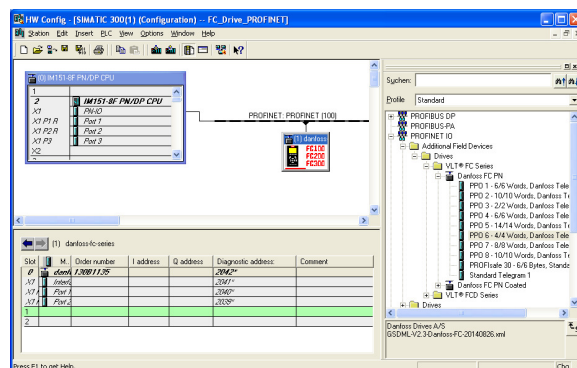 HW Config - [SIMATIC 300(1) (Configuration) -- FC_Drive_PROFINET]
Station Edit Insert PLC View Options Window Help
(0) IM151-8F PN/DP CPU
1
2 IM151-8F PN/DP CPU
X1 PN-IO
X1 P1 R Port 1
X1 P2 R Port 2
X1 P3 Port 3
X2
PROFINET: PROFINET (100)
(1) danfoss
FC100
FC200
FC300
Suchen:
Profile Standard
PROFIBUS DP
PROFIBUS-PA
PROFINET IO
Additional Field Devices
Drives
VLT® FC Series
Danfoss FC PN
PPO 1 - 6/6 Words, Danfoss Tele
PPO 2 - 10/10 Words, Danfoss Te
PPO 3 - 2/2 Words, Danfoss Tele
PPO 4 - 6/6 Words, Danfoss Tele
PPO 5 - 14/14 Words, Danfoss Te
PPO 6 - 4/4 Words, Danfoss Tele
PPO 7 - 8/8 Words, Danfoss Tele
PPO 8 - 10/10 Words, Danfoss Te
PROFIsafe 30 - 6/6 Bytes, Standa
Standard Telegram 1
Danfoss FC PN Coated
VLT® FCD Series
Drives
(1) danfoss-fc-series
Slot M.. Order number I address Q address Diagnostic address: Comment
0 danf 130B1135 2042*
X1 Interfa 2041*
X1 Port 1 2040*
X1 Port 2 2039*
1
2
Danfoss Drives A/S
GSDML-V2.3-Danfoss-FC-20140826.xml
Press F1 to get Help.
Chg